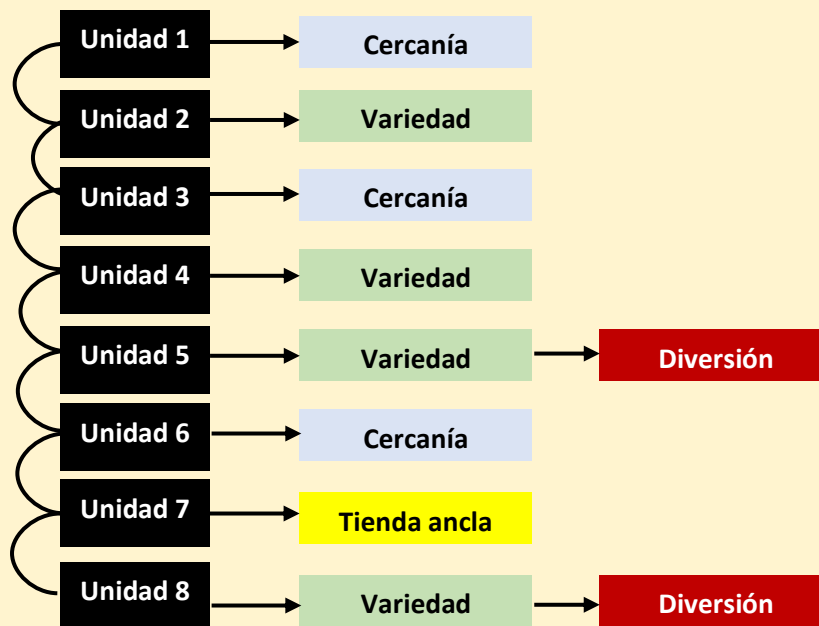 Unidad 1
Cercanía
Unidad 2
Variedad
Unidad 3
Cercanía
Unidad 4
Variedad
Unidad 5
Variedad
Diversión
Unidad 6
Cercanía
Unidad 7
Tienda ancla
Unidad 8
Variedad
Diversión